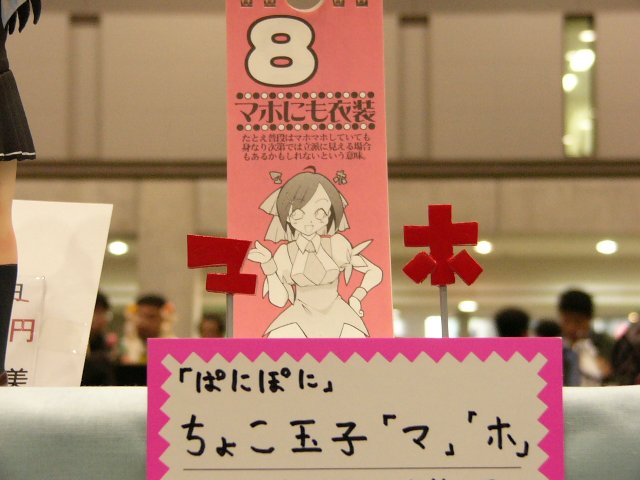 8
マホにも衣装
たとえ普段はマホマホしていても
身なり次第では立派に見える場合
もあるかもしれないという意味。
マ ホ
マ ホ
円
美
「ぱにぽに」
ちょこ玉子「マ」「ホ」